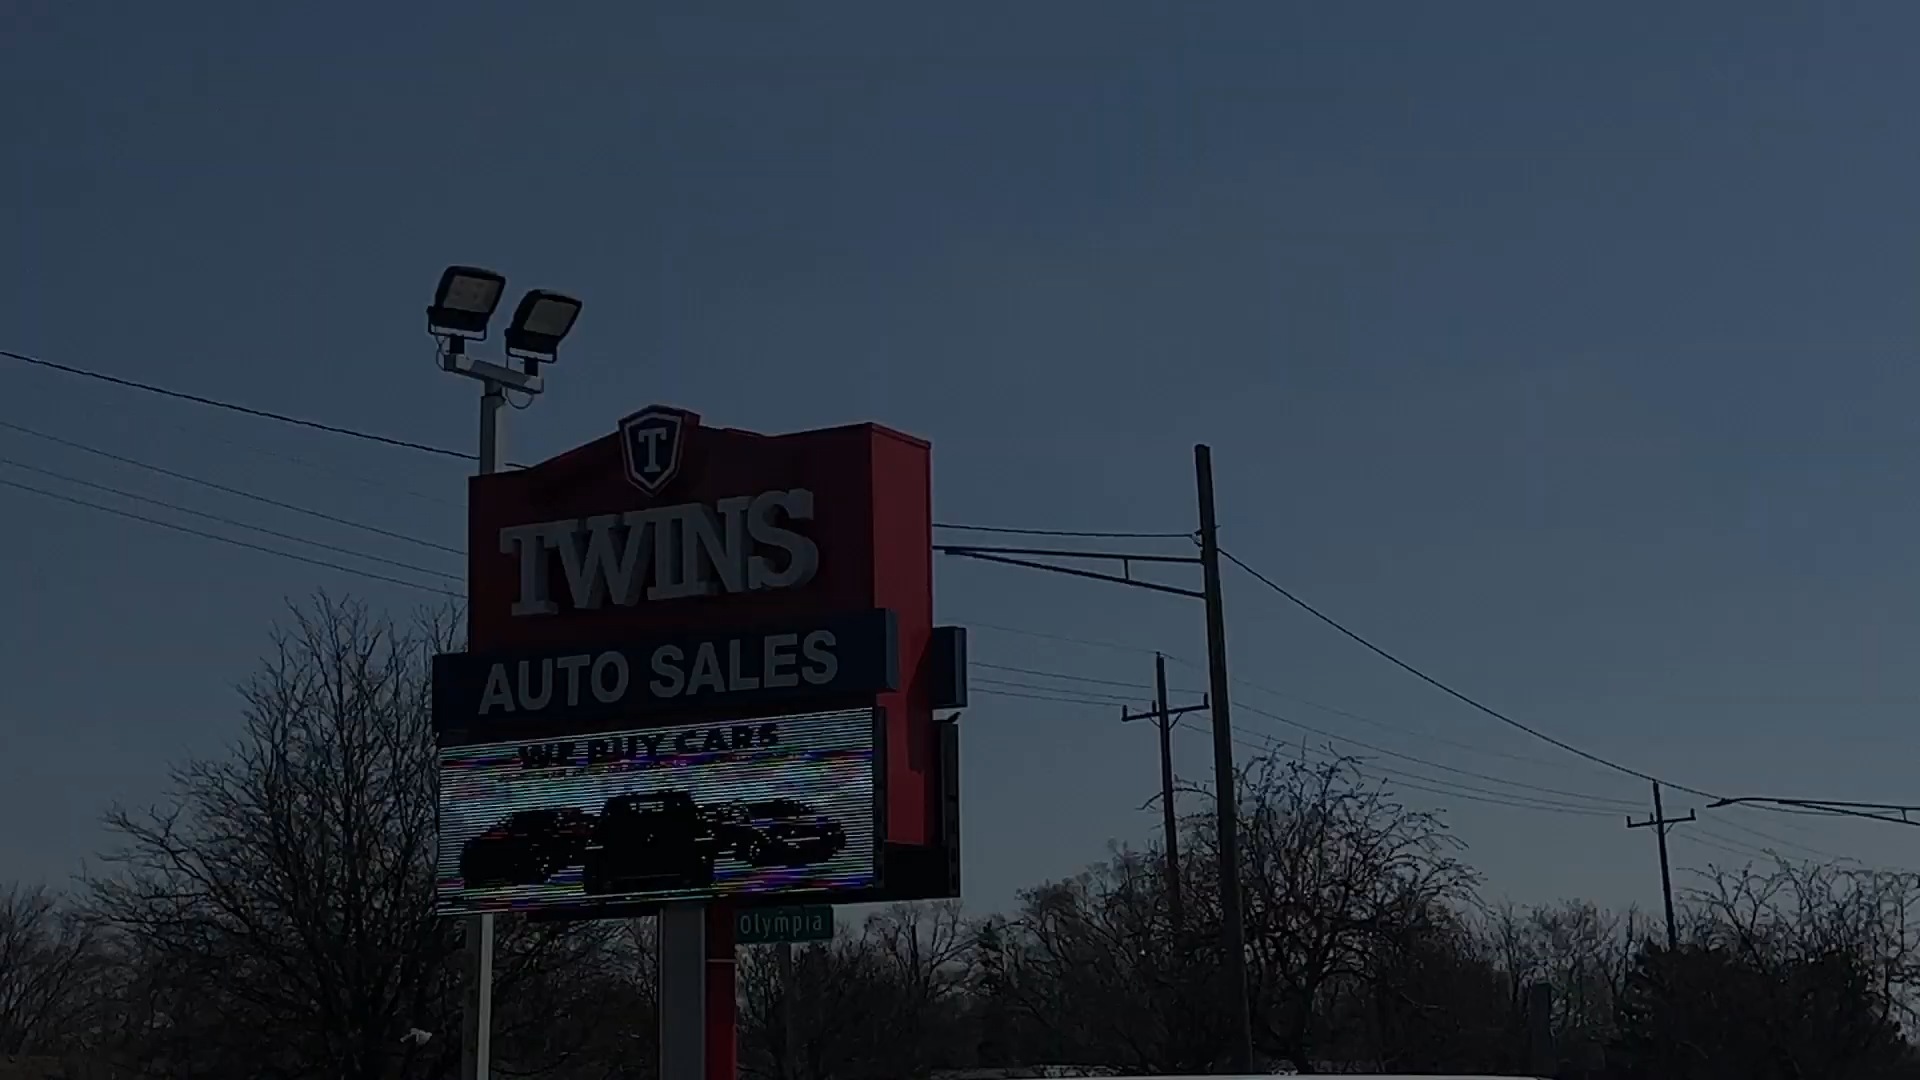 T
TWINS
AUTO SALES
WE BUY CARS
Olympia